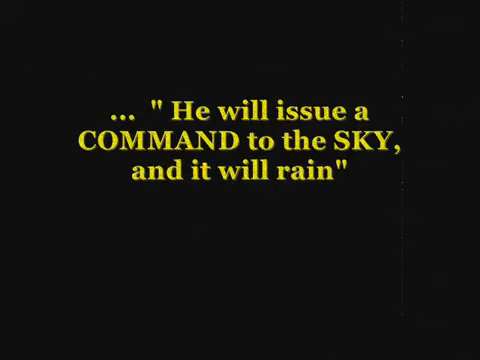 ... " He will issue a
COMMAND to the SKY,
and it will rain"